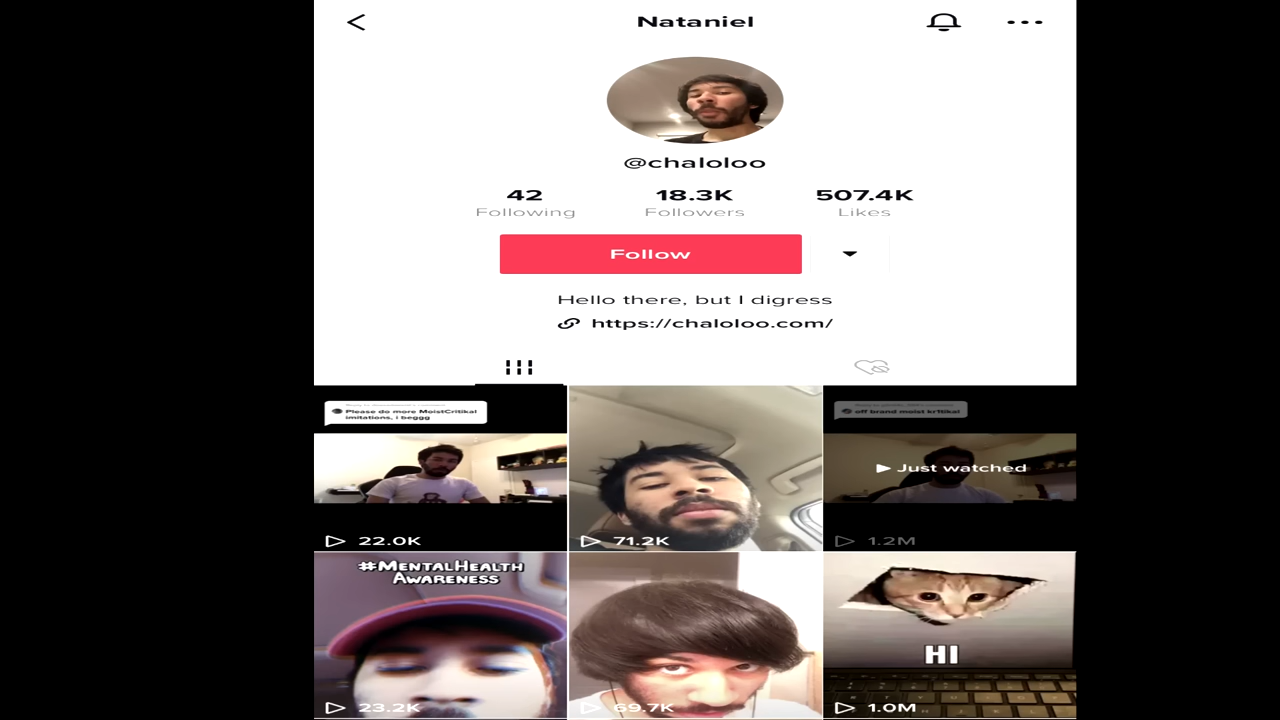 Nataniel
@chaloloo
42 18.3K 507.4K
Following Followers Likes
Follow
Hello there, but I digress
https://chaloloo.com/
Please do more MoistCritikal
imitations, i beggg
off brand moist kr1tikal
Just watched
22.0K 71.2K 1.2M
#MENTALHEALTH
AWARENESS
HI
23.2K 69.7K 1.0M